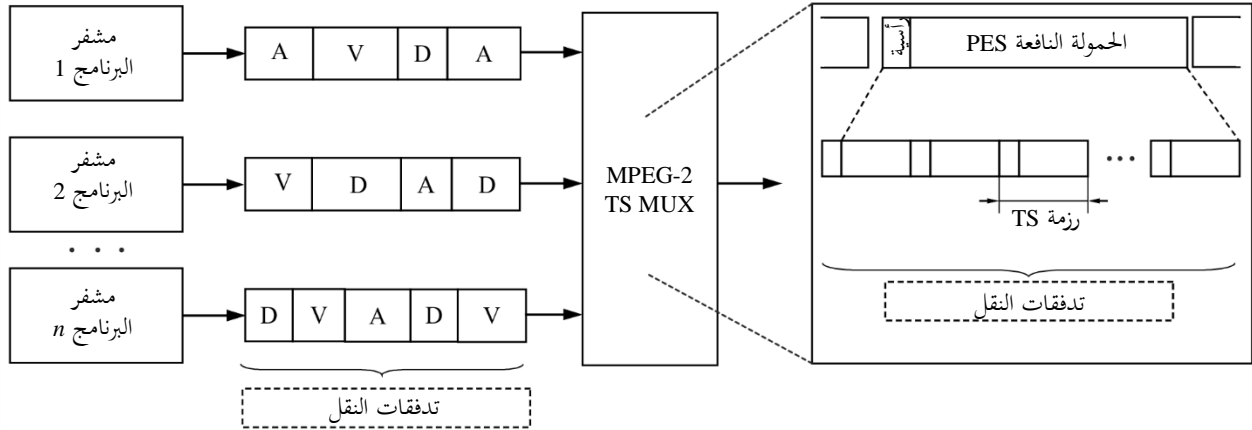 مشفر
البرنامج 1
A V D A
مشفر
البرنامج 2
V D A D
. . .
مشفر
البرنامج n
D V A D V
تدفقات النقل
MPEG-2
TS MUX
رأسية
الحمولة النافعة PES
...
رزمة TS
تدفقات النقل